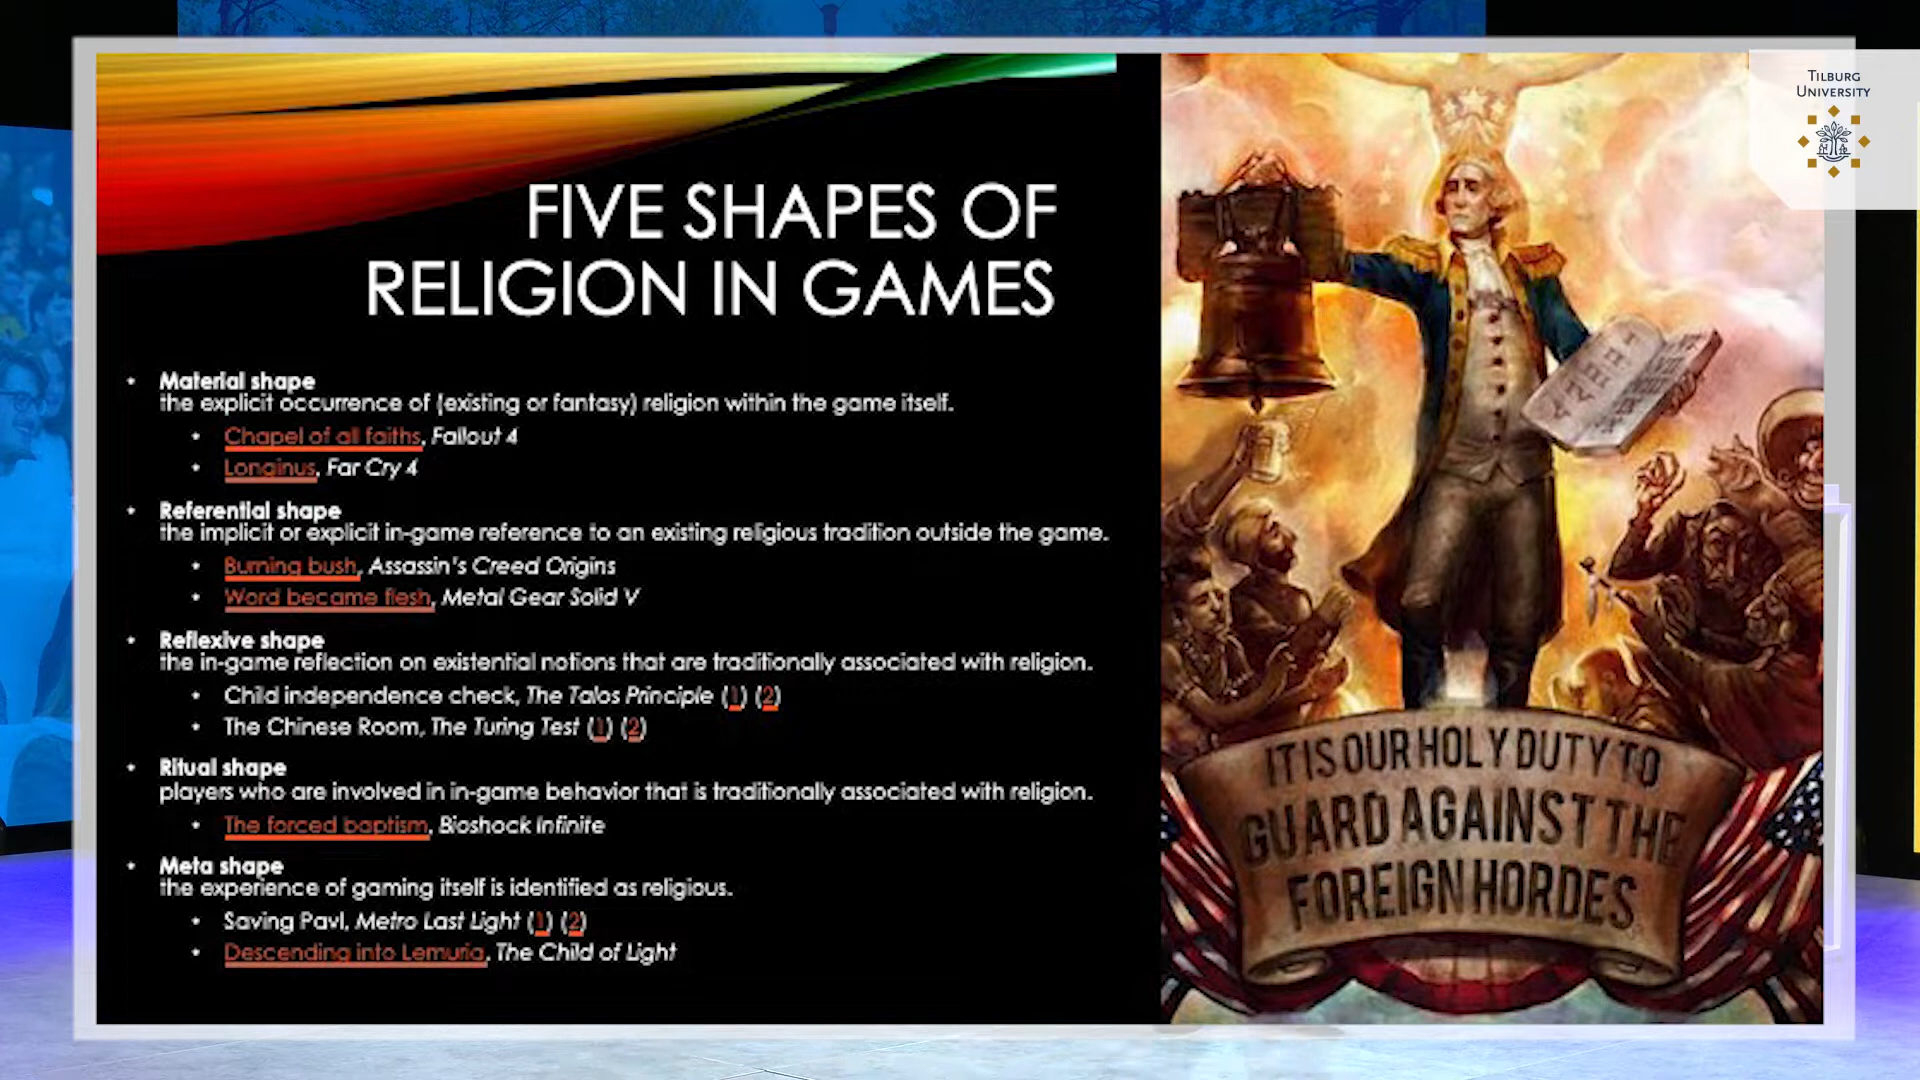 TILBURG
UNIVERSITY
FIVE SHAPES OF
RELIGION IN GAMES
• Material shape
the explicit occurrence of (existing or fantasy) religion within the game itself.
• Chapel of all faiths, Fallout 4
• Longinus, Far Cry 4
• Referential shape
the implicit or explicit in-game reference to an existing religious tradition outside the game.
• Burning bush, Assassin's Creed Origins
• Word became flesh, Metal Gear Solid V
• Reflexive shape
the in-game reflection on existential notions that are traditionally associated with religion.
• Child independence check, The Talos Principle (1) (2)
• The Chinese Room, The Turing Test (1) (2)
• Ritual shape
players who are involved in in-game behavior that is traditionally associated with religion.
• The forced baptism, Bioshock Infinite
• Meta shape
the experience of gaming itself is identified as religious.
• Saving Pavl, Metro Last Light (1) (2)
• Descending into Lemuria, The Child of Light
IT IS OUR HOLY DUTY TO
GUARD AGAINST THE
FOREIGN HORDES